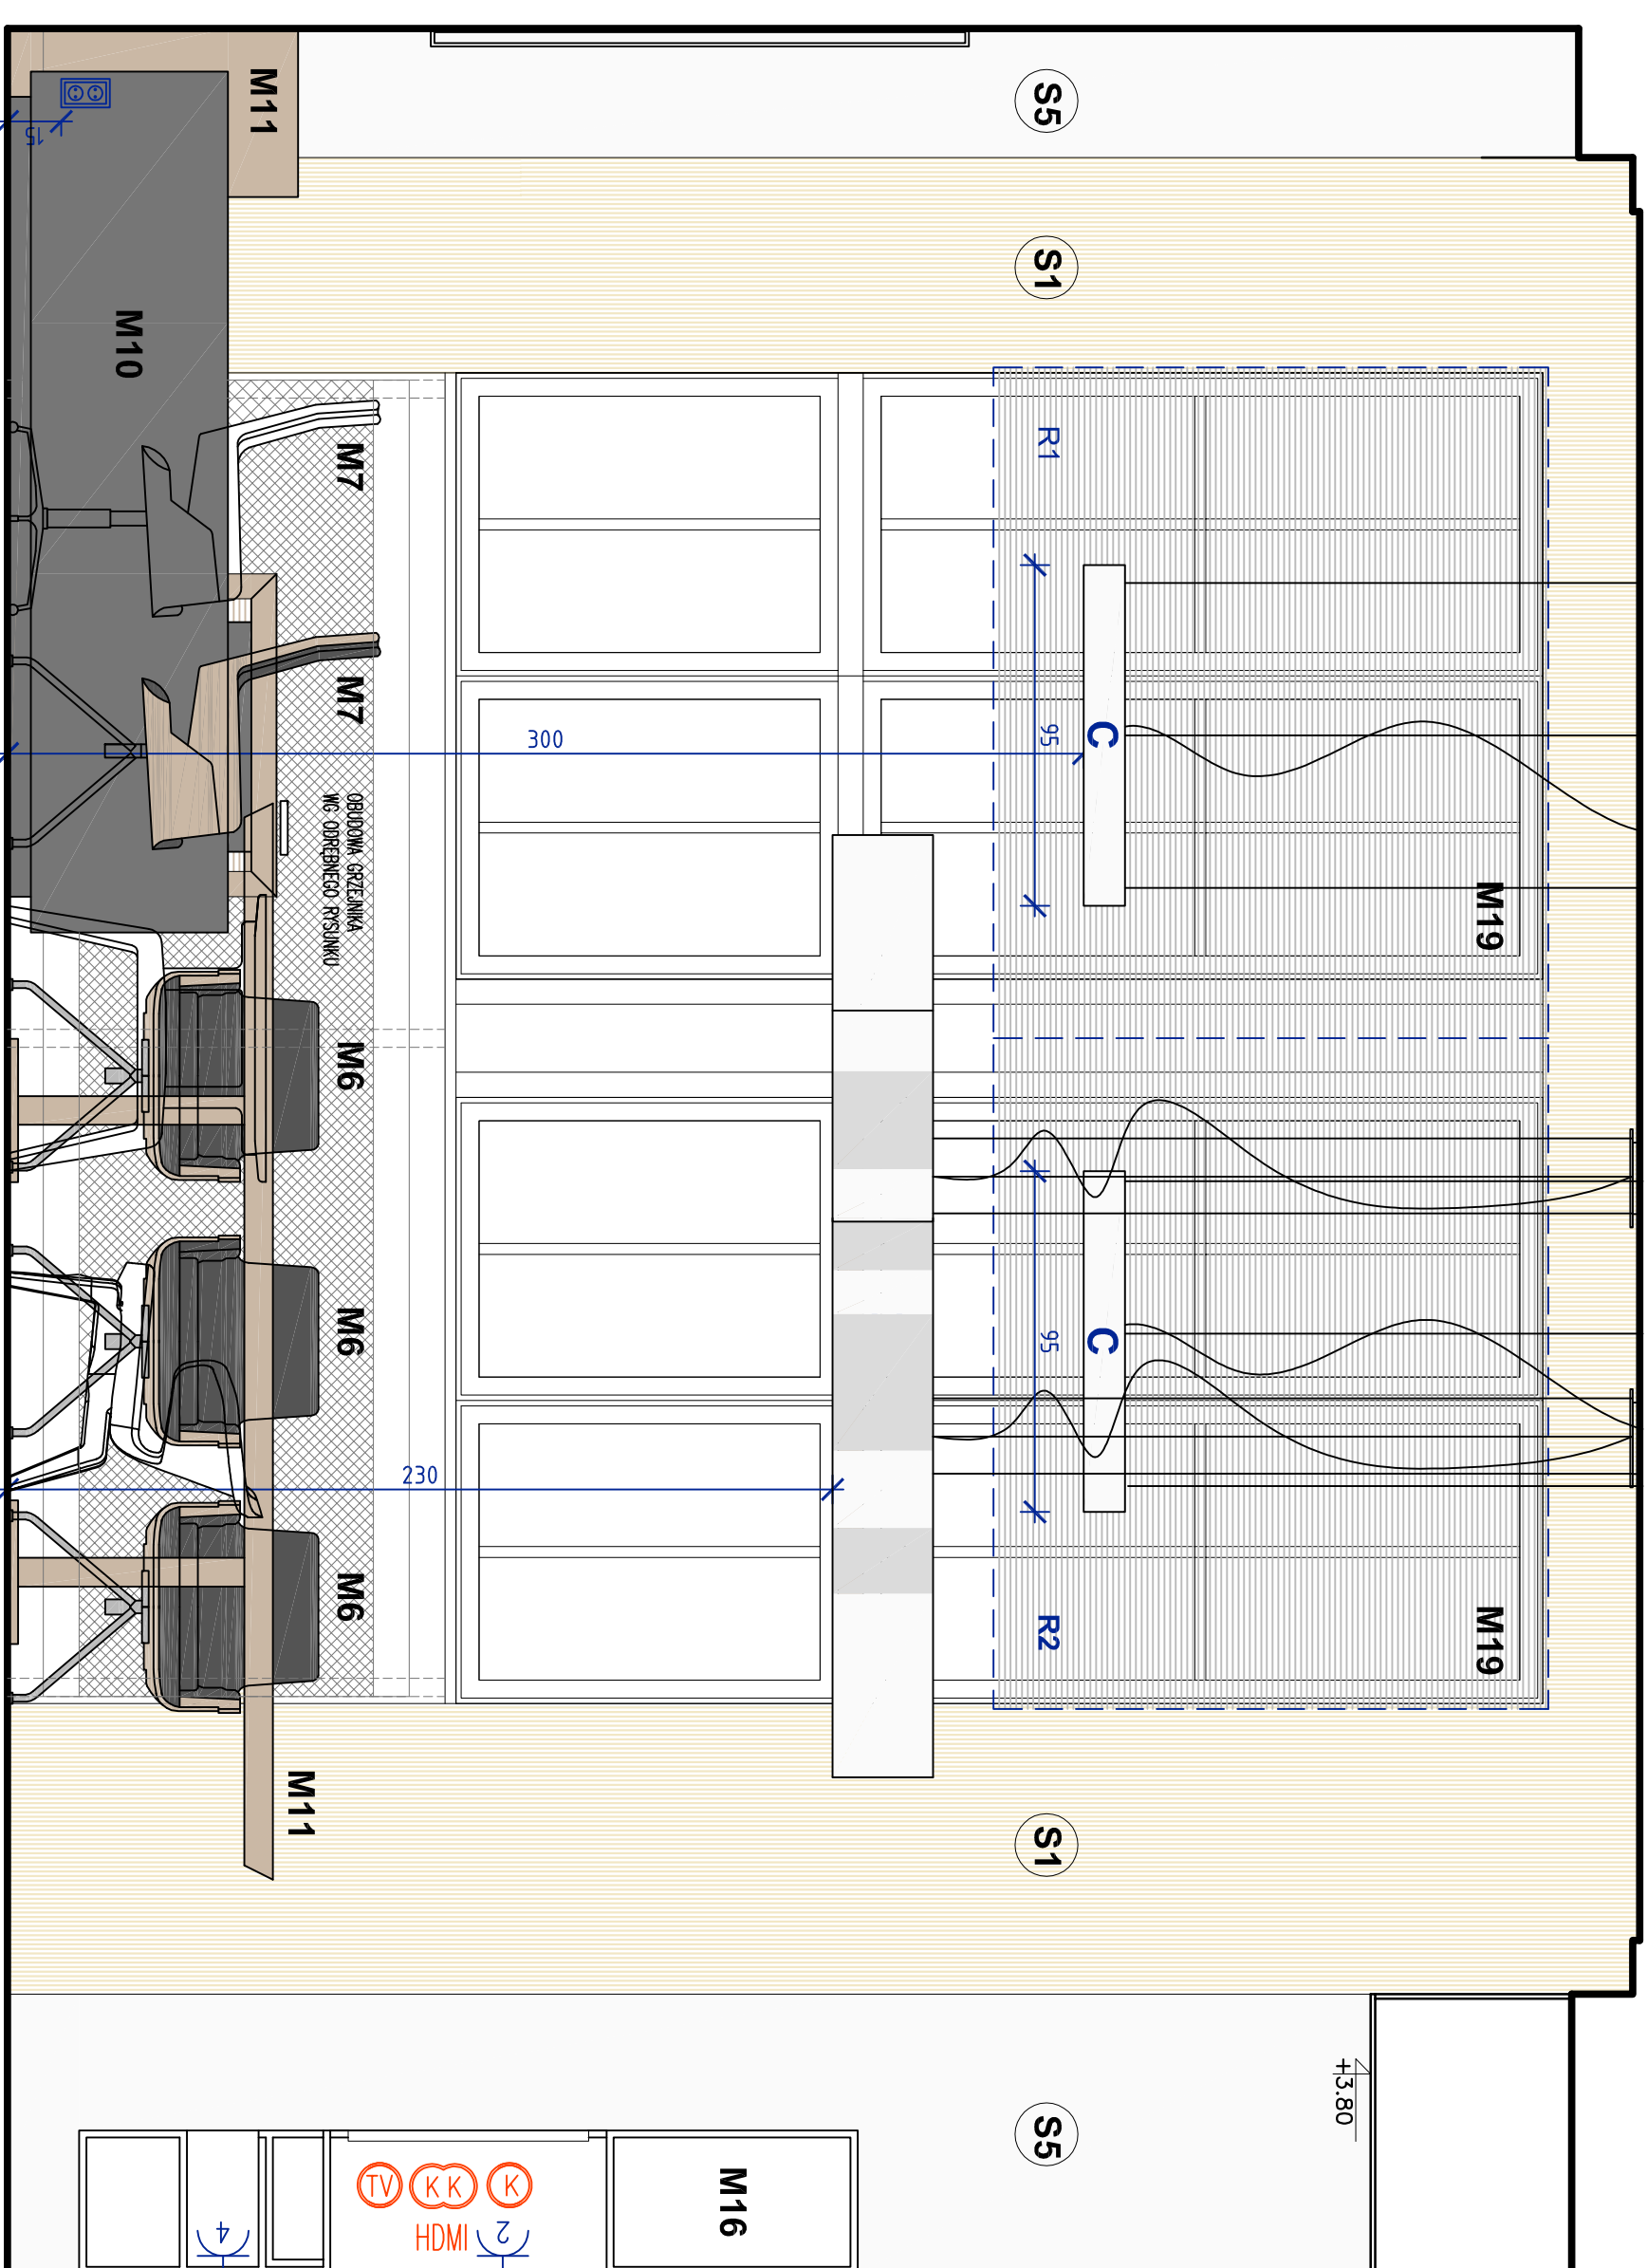 S5
S1
S1
S5
+3.80
R1
M19
C
95
M19
C
95
R2
300
230
M11
M10
15
M7
M7
OBUDOWA GRZEJNIKA
WG ODRĘBNEGO RYSUNKU
M6
M6
M6
M11
M16
K
K K
TV
HDMI
2
4